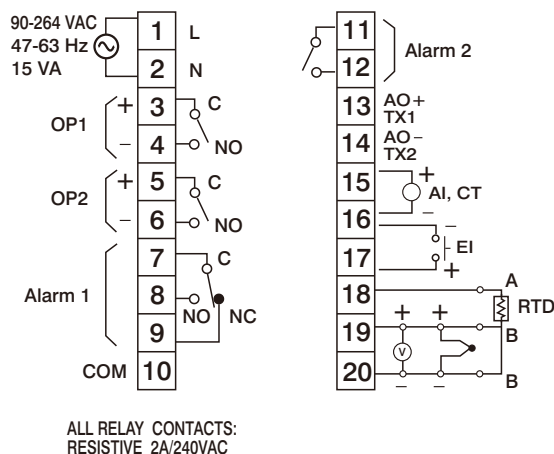 90-264 VAC
47-63 Hz
15 VA
1 L
2 N
OP1
+ 3 C
− 4 NO
OP2
+ 5 C
− 6 NO
Alarm 1
7 C
8 NO NC
9
COM 10
ALL RELAY CONTACTS:
RESISTIVE 2A/240VAC
11
12
Alarm 2
13 AO+
TX1
14 AO−
TX2
15 +
AI, CT
−
16 −
EI
17 +
18 A
RTD
19 + + B
V
20 − − B